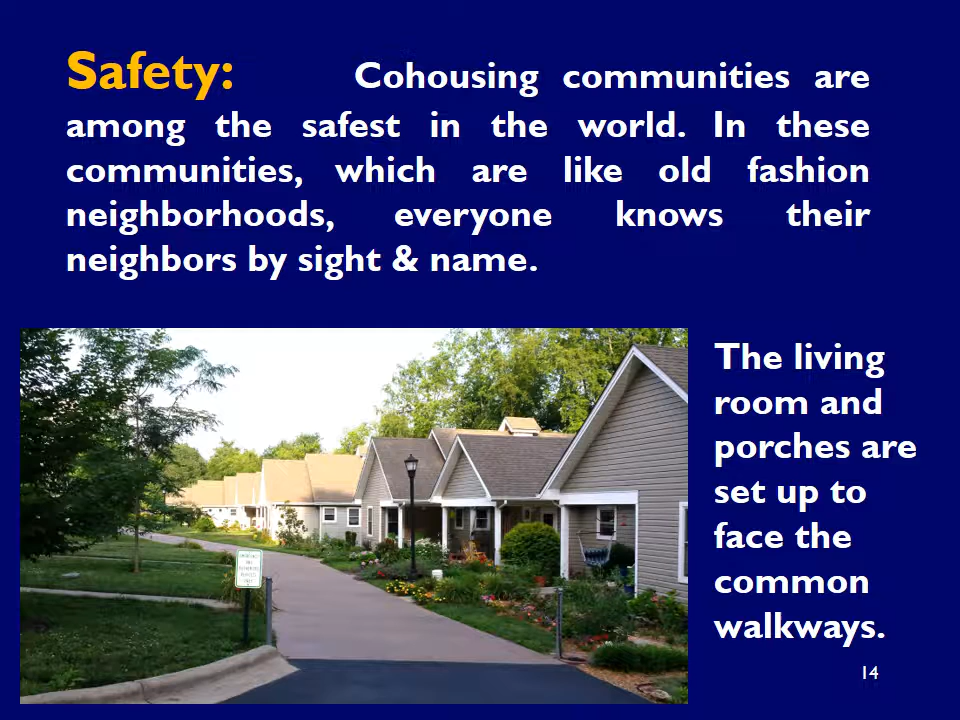 Safety: Cohousing communities are
among the safest in the world. In these
communities, which are like old fashion
neighborhoods, everyone knows their
neighbors by sight & name.
The living
room and
porches are
set up to
face the
common
walkways.
14